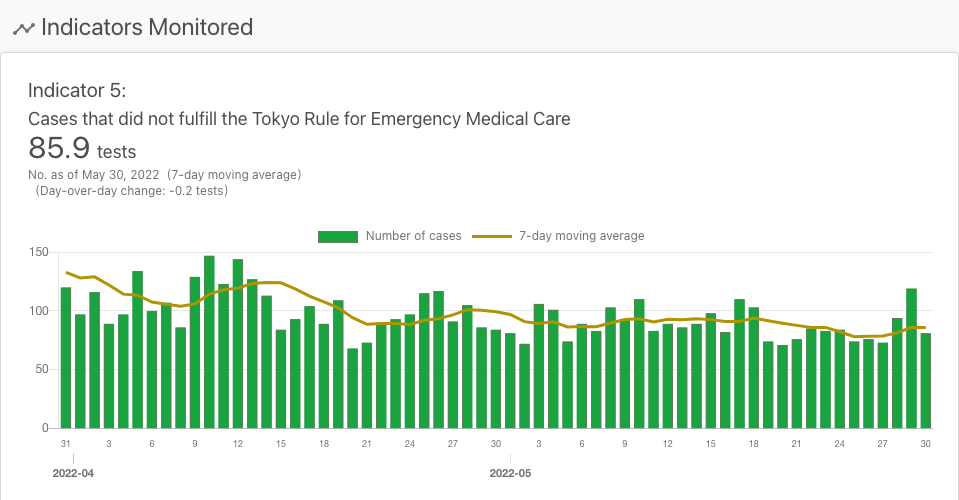 Indicators Monitored
Indicator 5:
Cases that did not fulfill the Tokyo Rule for Emergency Medical Care
85.9 tests
No. as of May 30, 2022 (7-day moving average)
(Day-over-day change: -0.2 tests)
Number of cases 7-day moving average
150
100
50
0
31 3 6 9 12 15 18 21 24 27 30 3 6 9 12 15 18 21 24 27 30
2022-04 2022-05